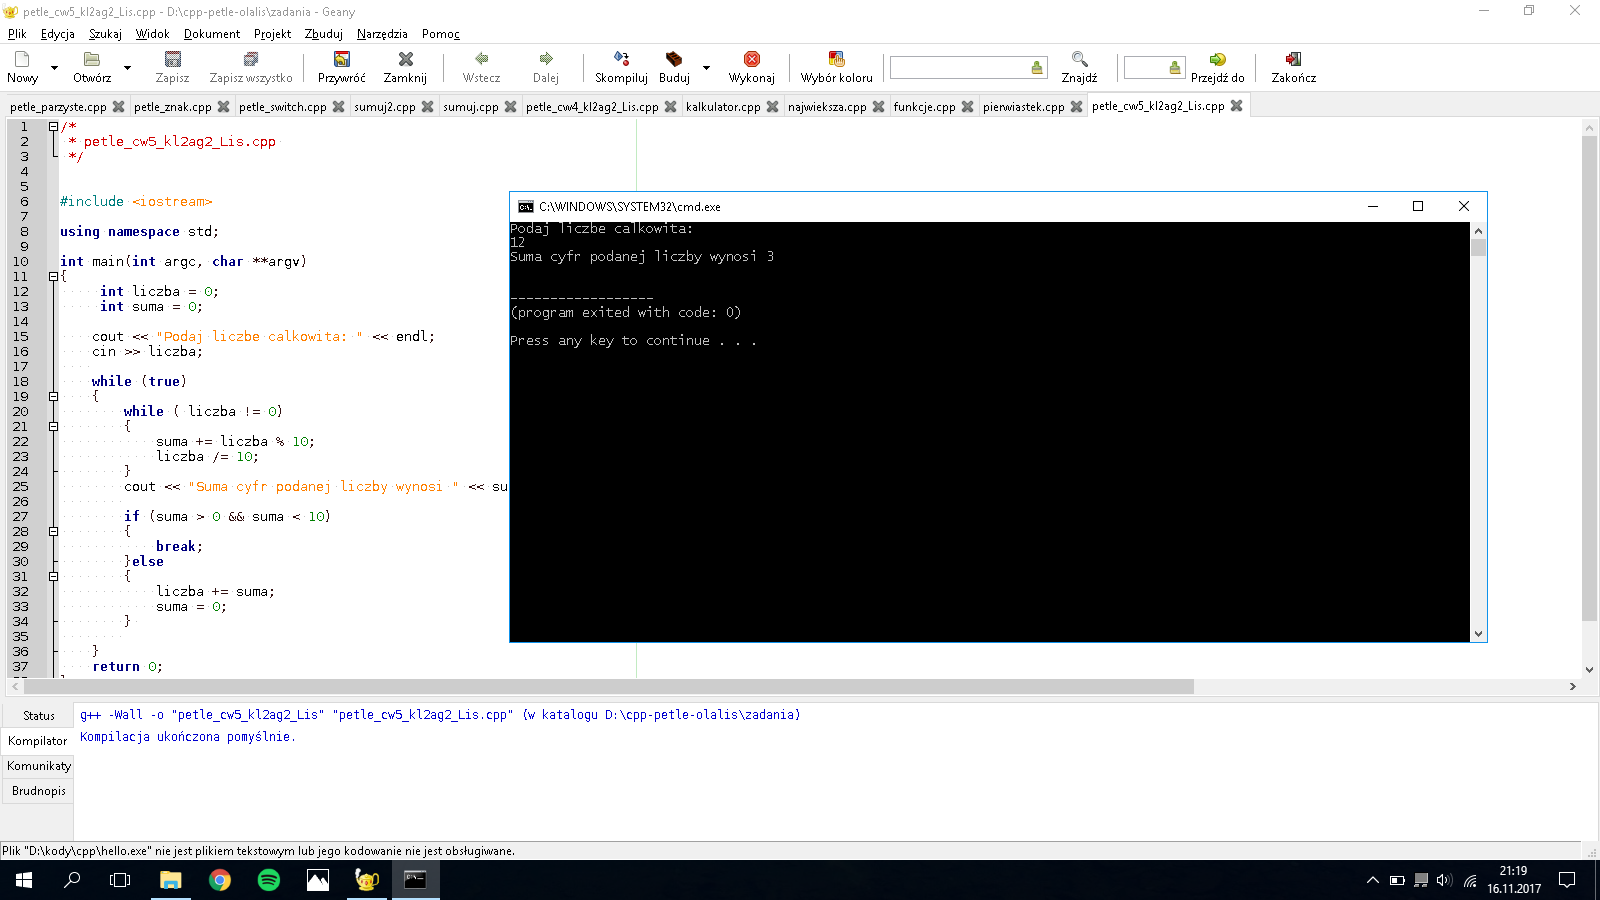 petle_cw5_kl2ag2_Lis.cpp - D:\cpp-petle-olalis\zadania - Geany
Plik Edycja Szukaj Widok Dokument Projekt Zbuduj Narzędzia Pomoc
Nowy Otwórz Zapisz Zapisz wszystko Przywróć Zamknij Wstecz Dalej Skompiluj Buduj Wykonaj Wybór koloru Znajdź Przejdź do Zakończ
petle_parzyste.cpp petle_znak.cpp petle_switch.cpp sumuj2.cpp sumuj.cpp petle_cw4_kl2ag2_Lis.cpp kalkulator.cpp najwieksza.cpp funkcje.cpp pierwiastek.cpp petle_cw5_kl2ag2_Lis.cpp
1 /*
2 * petle_cw5_kl2ag2_Lis.cpp
3 */
4
5
6 #include <iostream>
7
8 using namespace std;
9
10 int main(int argc, char **argv)
11 {
12 int liczba = 0;
13 int suma = 0;
14
15 cout << "Podaj liczbe calkowita: " << endl;
16 cin >> liczba;
17
18 while (true)
19 {
20 while ( liczba != 0)
21 {
22 suma += liczba % 10;
23 liczba /= 10;
24 }
25 cout << "Suma cyfr podanej liczby wynosi " << su
26
27 if (suma > 0 && suma < 10)
28 {
29 break;
30 }else
31 {
32 liczba += suma;
33 suma = 0;
34 }
35
36 }
37 return 0;
C:\WINDOWS\SYSTEM32\cmd.exe
Podaj liczbe calkowita:
12
Suma cyfr podanej liczby wynosi 3
------------------
(program exited with code: 0)
Press any key to continue . . .
Status
Kompilator
Komunikaty
Brudnopis
g++ -Wall -o "petle_cw5_kl2ag2_Lis" "petle_cw5_kl2ag2_Lis.cpp" (w katalogu D:\cpp-petle-olalis\zadania)
Kompilacja ukończona pomyślnie.
Plik "D:\kody\cpp\hello.exe" nie jest plikiem tekstowym lub jego kodowanie nie jest obsługiwane.
21:19
16.11.2017